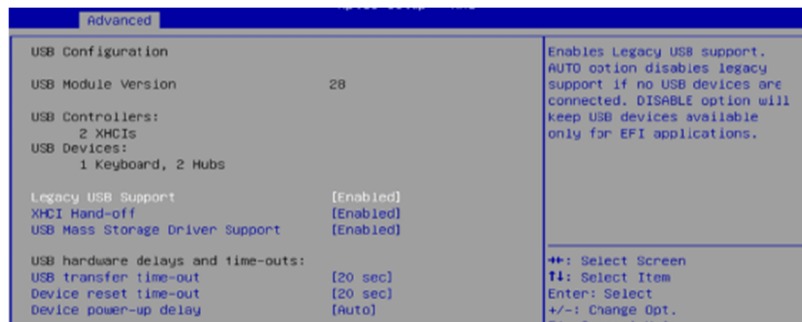 Advanced
USB Configuration
USB Module Version 28
USB Controllers:
2 XHCIs
USB Devices:
1 Keyboard, 2 Hubs
Legacy USB Support [Enabled]
XHCI Hand-off [Enabled]
USB Mass Storage Driver Support [Enabled]
USB hardware delays and time-outs:
USB transfer time-out [20 sec]
Device reset time-out [20 sec]
Device power-up delay [Auto]
Enables Legacy USB support.
AUTO option disables legacy
support if no USB devices are
connected. DISABLE option will
keep USB devices available
only for EFI applications.
→←: Select Screen
↑↓: Select Item
Enter: Select
+/-: Change Opt.